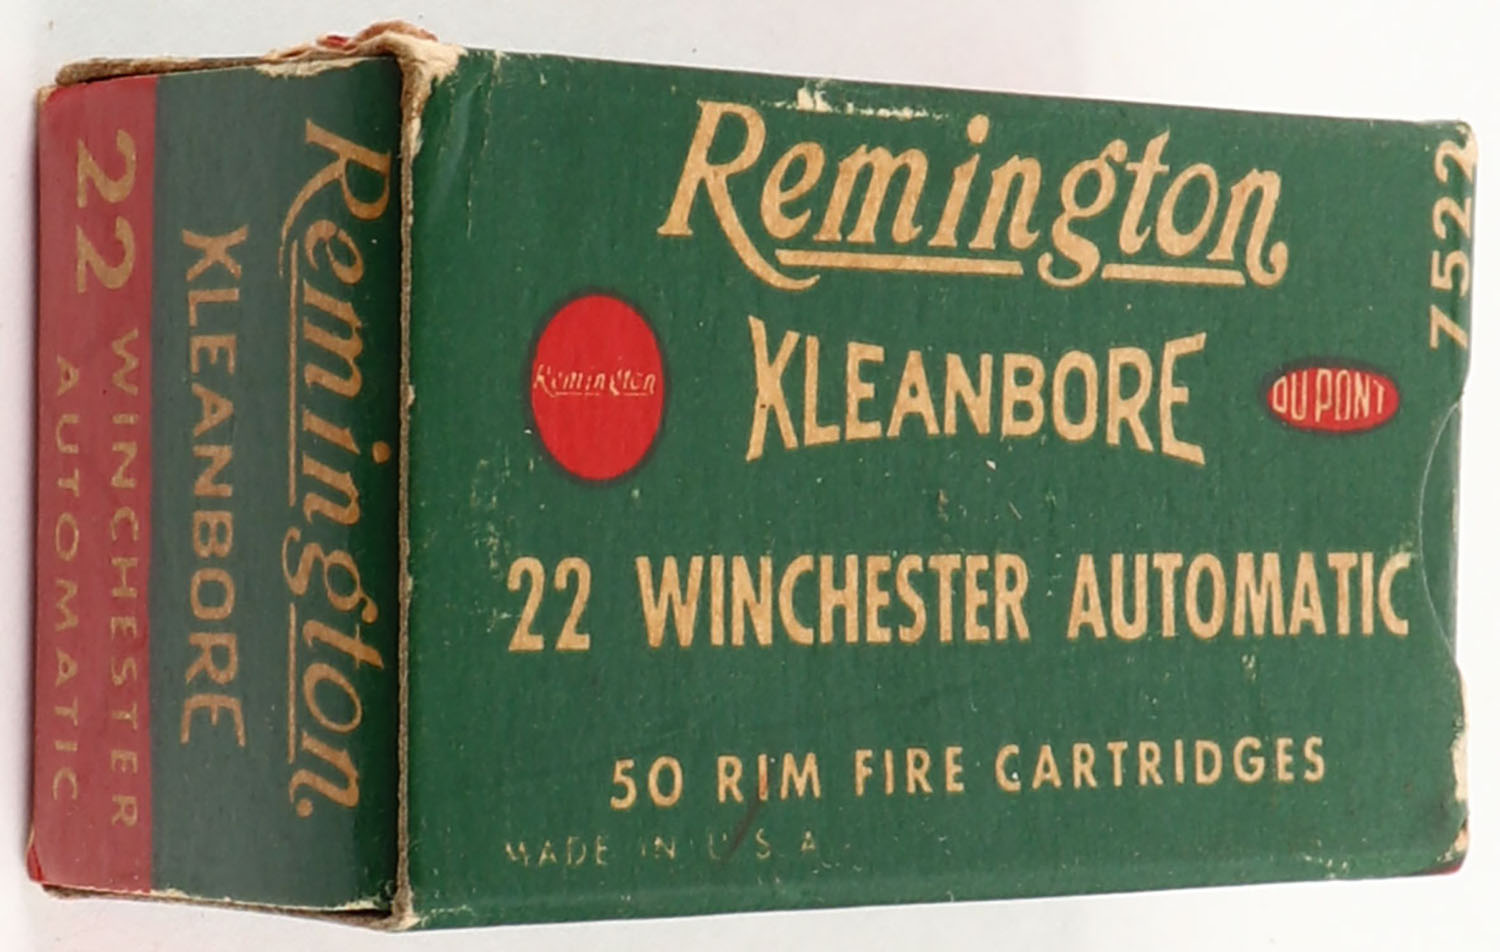 Remington
KLEANBORE
22 WINCHESTER
AUTOMATIC
Remington
7522
Remington
KLEANBORE
DU PONT
22 WINCHESTER AUTOMATIC
50 RIM FIRE CARTRIDGES
MADE IN U S A